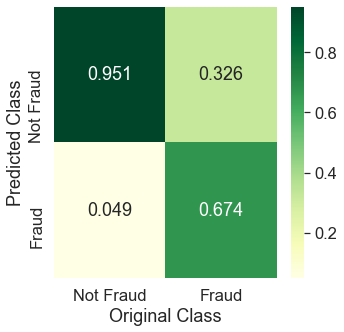 Predicted Class
Not Fraud
Fraud
0.951
0.326
0.049
0.674
Not Fraud
Fraud
Original Class
0.8
0.6
0.4
0.2